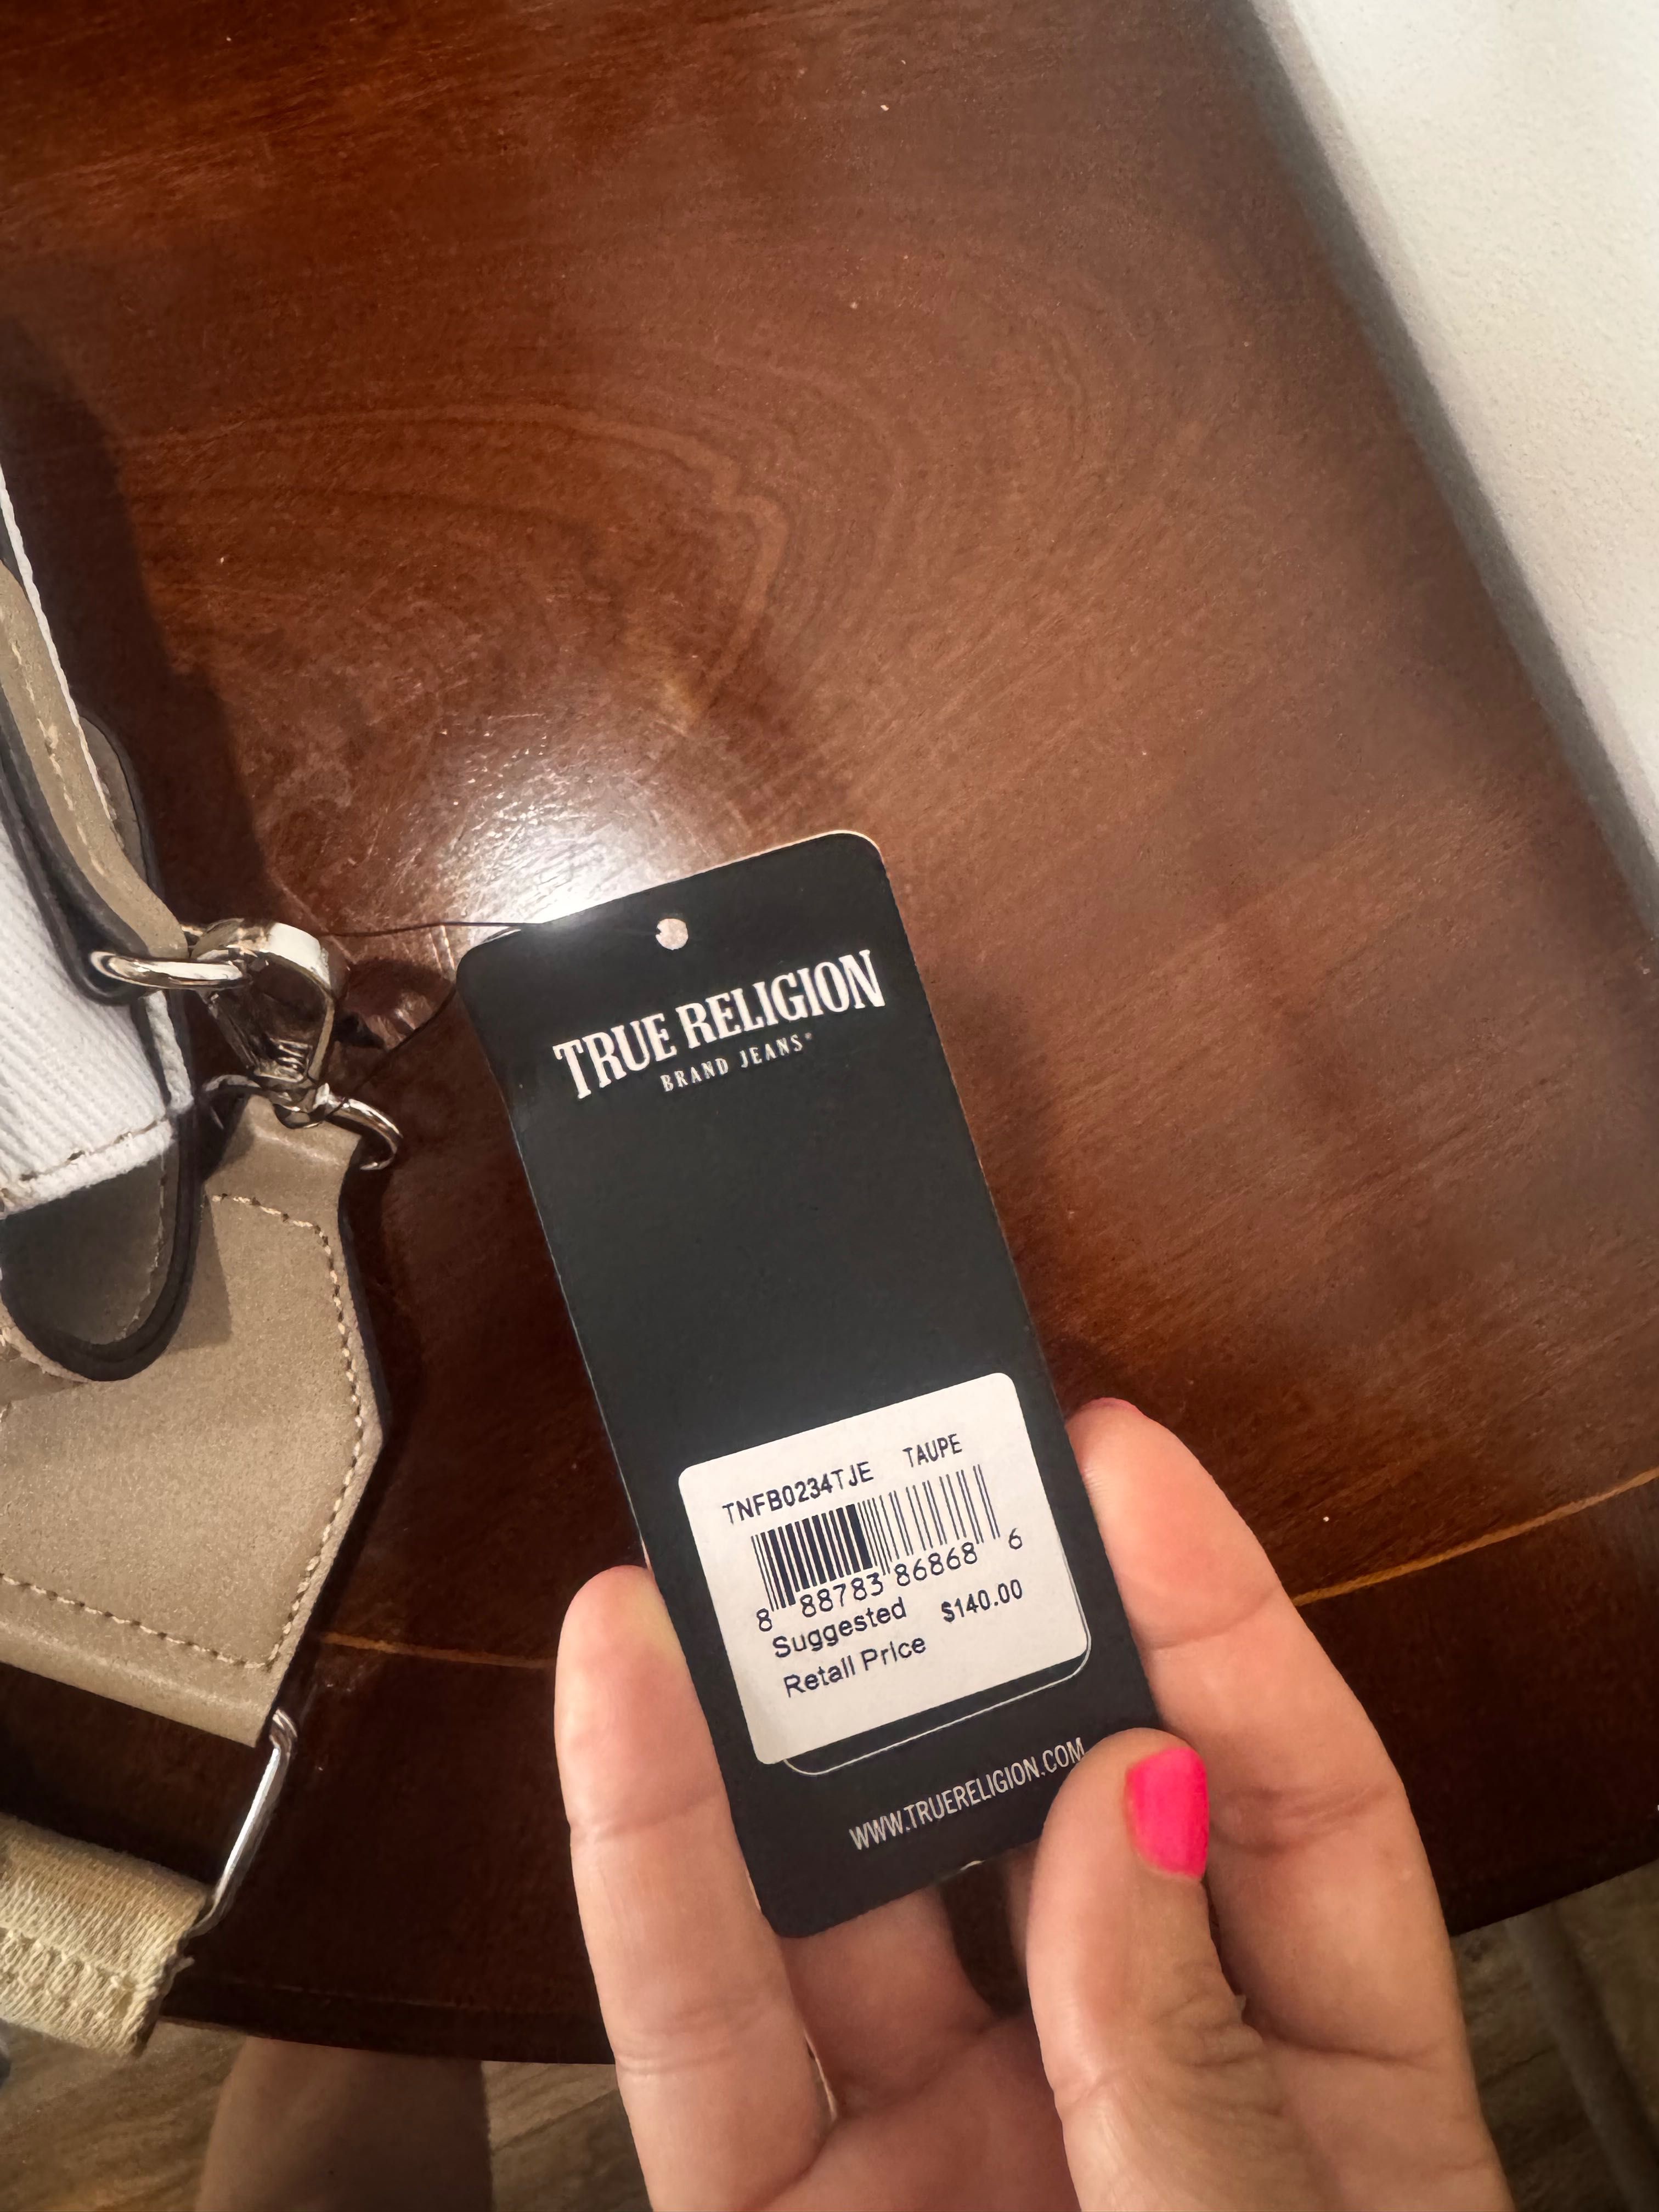 TRUE RELIGION
BRAND JEANS®
TNFB0234TJE TAUPE
8 88783 86868 6
Suggested $140.00
Retail Price
WWW.TRUERELIGION.COM